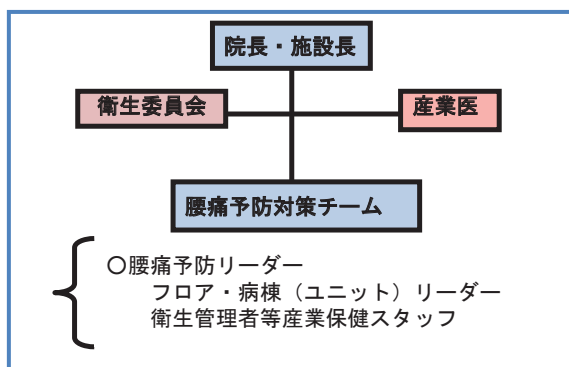 院長・施設長
衛生委員会
産業医
腰痛予防対策チーム
〇腰痛予防リーダー
フロア・病棟（ユニット）リーダー
衛生管理者等産業保健スタッフ